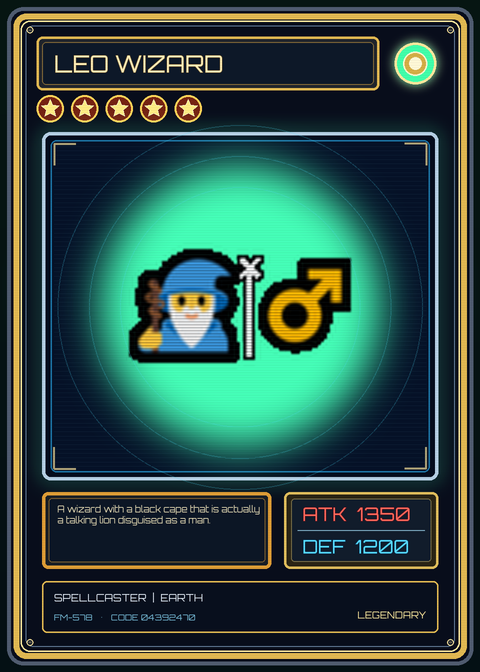 LEO WIZARD
A wizard with a black cape that is actually
a talking lion disguised as a man.
ATK 1350
DEF 1200
SPELLCASTER | EARTH
FM-578 · CODE 04392470
LEGENDARY